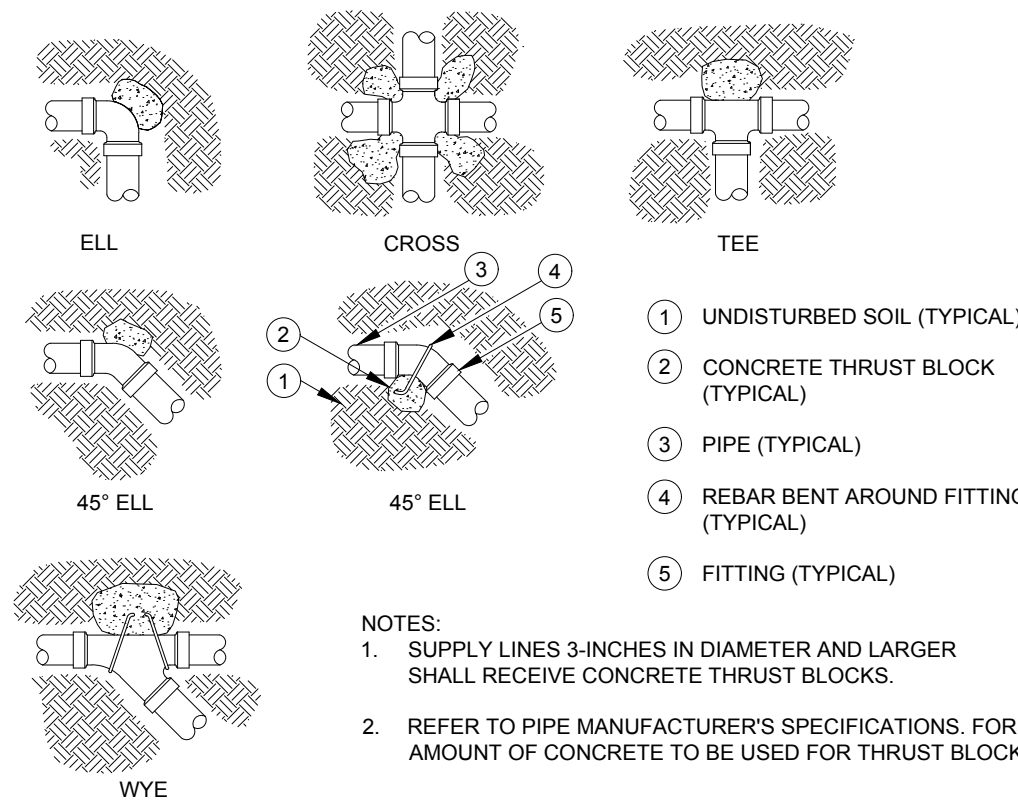 ELL
CROSS
TEE
3
4
5
2
1
45° ELL
45° ELL
1 UNDISTURBED SOIL (TYPICAL)
2 CONCRETE THRUST BLOCK
(TYPICAL)
3 PIPE (TYPICAL)
4 REBAR BENT AROUND FITTING
(TYPICAL)
5 FITTING (TYPICAL)
WYE
NOTES:
1. SUPPLY LINES 3-INCHES IN DIAMETER AND LARGER
SHALL RECEIVE CONCRETE THRUST BLOCKS.
2. REFER TO PIPE MANUFACTURER'S SPECIFICATIONS. FOR
AMOUNT OF CONCRETE TO BE USED FOR THRUST BLOCK